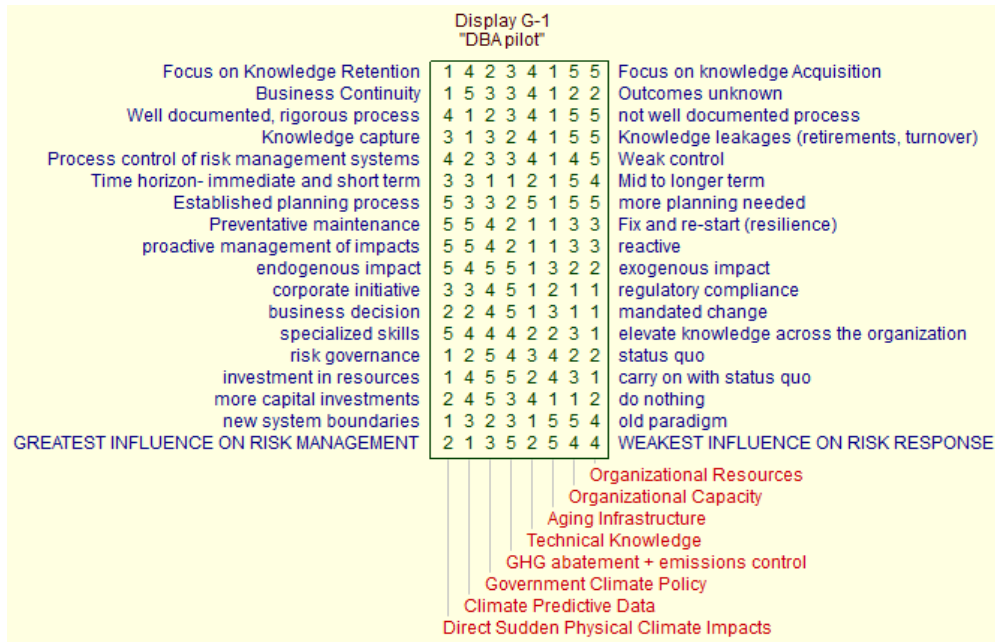 Display G-1
"DBA pilot"
Focus on Knowledge Retention 1 4 2 3 4 1 5 5 Focus on knowledge Acquisition
Business Continuity 1 5 3 3 4 1 2 2 Outcomes unknown
Well documented, rigorous process 4 1 2 3 4 1 5 5 not well documented process
Knowledge capture 3 1 3 2 4 1 5 5 Knowledge leakages (retirements, turnover)
Process control of risk management systems 4 2 3 3 4 1 4 5 Weak control
Time horizon- immediate and short term 3 3 1 1 2 1 5 4 Mid to longer term
Established planning process 5 3 3 2 5 1 5 5 more planning needed
Preventative maintenance 5 5 4 2 1 1 3 3 Fix and re-start (resilience)
proactive management of impacts 5 5 4 2 1 1 3 3 reactive
endogenous impact 5 4 5 5 1 3 2 2 exogenous impact
corporate initiative 3 3 4 5 1 2 1 1 regulatory compliance
business decision 2 2 4 5 1 3 1 1 mandated change
specialized skills 5 4 4 4 2 2 3 1 elevate knowledge across the organization
risk governance 1 2 5 4 3 4 2 2 status quo
investment in resources 1 4 5 5 2 4 3 1 carry on with status quo
more capital investments 2 4 5 3 4 1 1 2 do nothing
new system boundaries 1 3 2 3 1 5 5 4 old paradigm
GREATEST INFLUENCE ON RISK MANAGEMENT 2 1 3 5 2 5 4 4 WEAKEST INFLUENCE ON RISK RESPONSE
Organizational Resources
Organizational Capacity
Aging Infrastructure
Technical Knowledge
GHG abatement + emissions control
Government Climate Policy
Climate Predictive Data
Direct Sudden Physical Climate Impacts